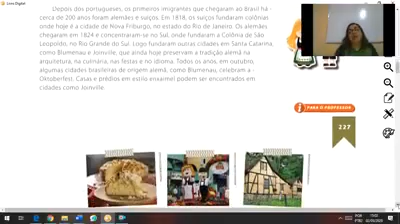 Livro Digital
Depois dos portugueses, os primeiros imigrantes que chegaram ao Brasil há
cerca de 200 anos foram alemães e suíços. Em 1818, os suíços fundaram colônias
onde hoje é a cidade de Nova Friburgo, no estado do Rio de Janeiro. Os alemães
chegaram em 1824 e concentraram-se no Sul, onde fundaram a Colônia de São
Leopoldo, no Rio Grande do Sul. Logo fundaram outras cidades em Santa Catarina,
como Blumenau e Joinville, que ainda hoje preservam a tradição alemã na
arquitetura, na culinária, nas festas e no idioma. Todos os anos, em outubro,
algumas cidades brasileiras de origem alemã, como Blumenau, celebram a
Oktoberfest. Casas e prédios em estilo enxaimel podem ser encontrados em
cidades como Joinville.
PARA O PROFESSOR
227